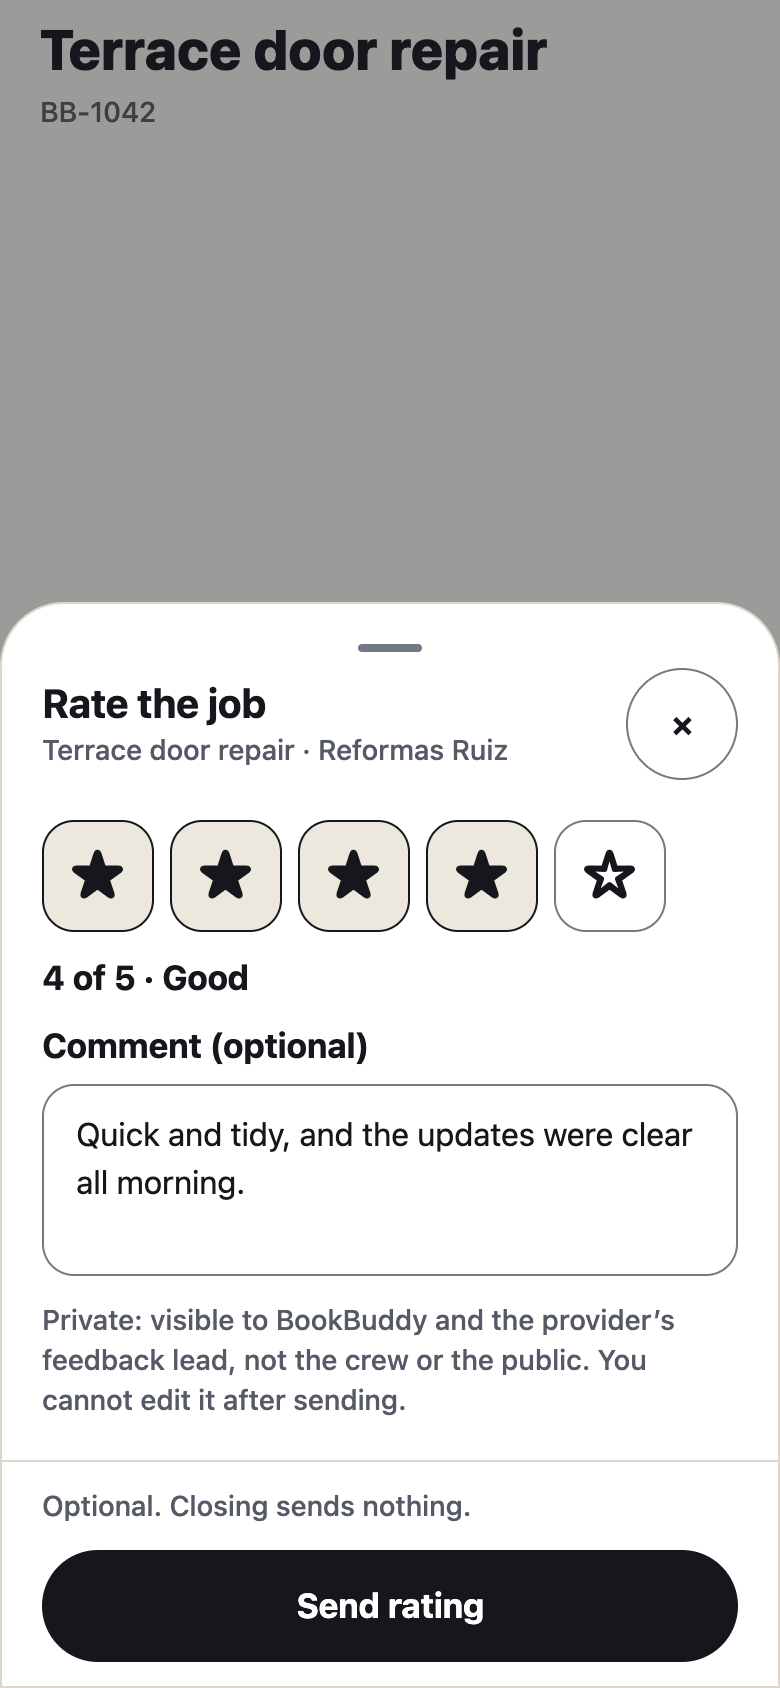 Terrace door repair
BB-1042
Rate the job
Terrace door repair · Reformas Ruiz
4 of 5 · Good
Comment (optional)
Quick and tidy, and the updates were clear
all morning.
Private: visible to BookBuddy and the provider’s
feedback lead, not the crew or the public. You
cannot edit it after sending.
Optional. Closing sends nothing.
Send rating